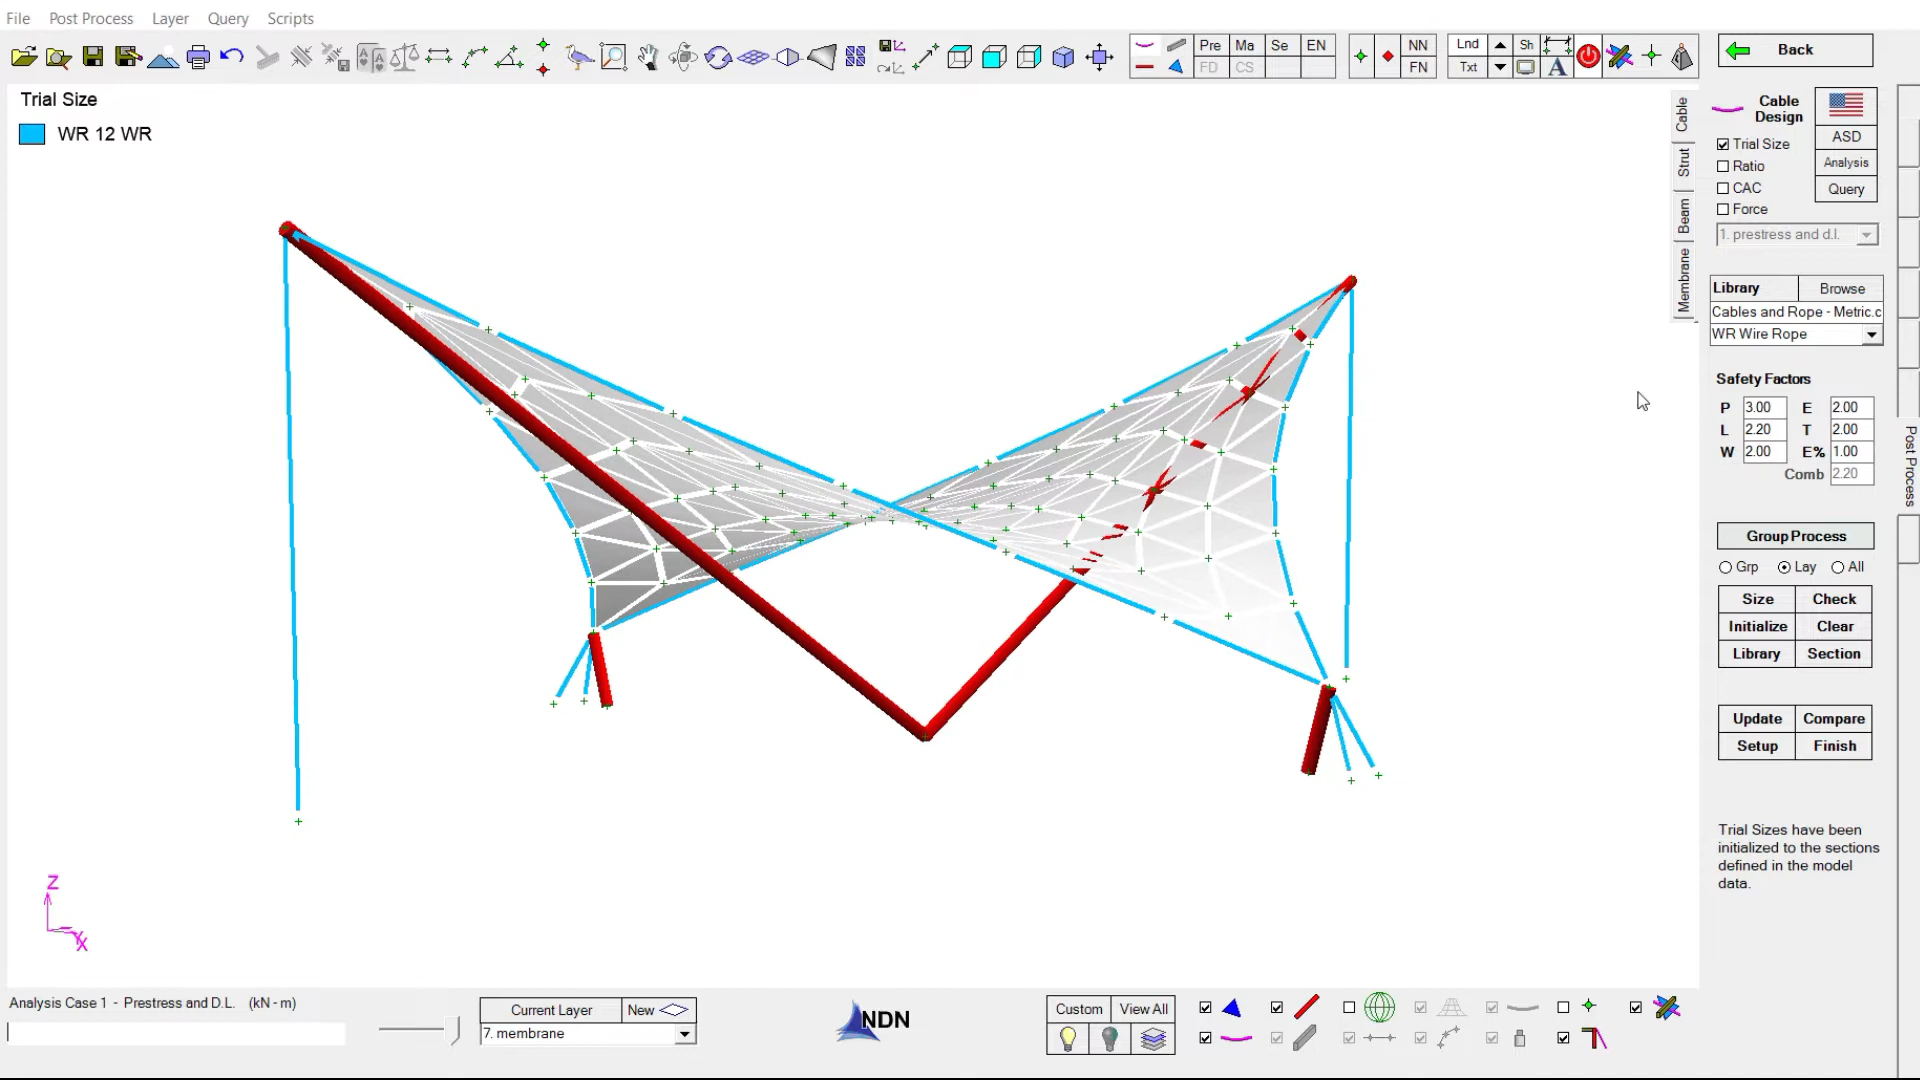 File Post Process Layer Query Scripts
Pre Ma Se EN
FD CS
NN
FN
Lnd Sh
Txt A
Back
Trial Size
WR 12 WR
Cable
Strut
Beam
Membrane
Cable Design
ASD
Analysis
Query
Trial Size
Ratio
CAC
Force
1. prestress and d.l.
Library Browse
Cables and Rope - Metric.c
WR Wire Rope
Safety Factors
P 3.00 E 2.00
L 2.20 T 2.00
W 2.00 E% 1.00
Comb 2.20
Post Process
Group Process
Grp Lay All
Size Check
Initialize Clear
Library Section
Update Compare
Setup Finish
Trial Sizes have been
initialized to the sections
defined in the model
data.
Z
X
Analysis Case 1 - Prestress and D.L. (kN - m)
Current Layer New
7. membrane
NDN
Custom View All